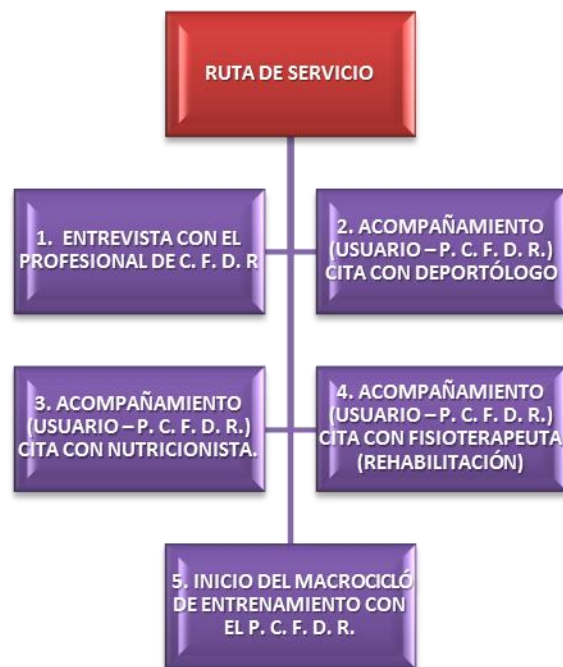 RUTA DE SERVICIO
1. ENTREVISTA CON EL
PROFESIONAL DE C. F. D. R
2. ACOMPAÑAMIENTO
(USUARIO – P. C. F. D. R.)
CITA CON DEPORTÓLOGO
3. ACOMPAÑAMIENTO
(USUARIO – P. C. F. D. R.)
CITA CON NUTRICIONISTA.
4. ACOMPAÑAMIENTO
(USUARIO – P. C. F. D. R.)
CITA CON FISIOTERAPEUTA
(REHABILITACIÓN)
5. INICIO DEL MACROCICLÓ
DE ENTRENAMIENTO CON
EL P. C. F. D. R.